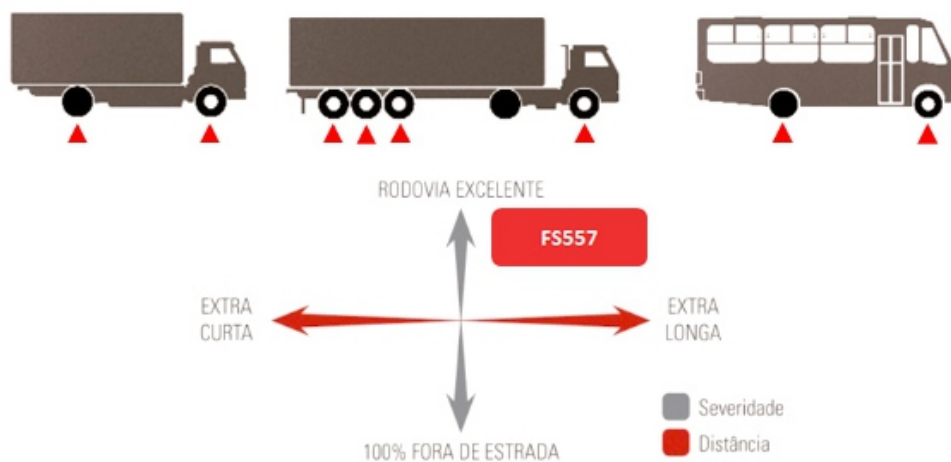 RODOVIA EXCELENTE
FS557
EXTRA
CURTA
EXTRA
LONGA
Severidade
Distância
100% FORA DE ESTRADA